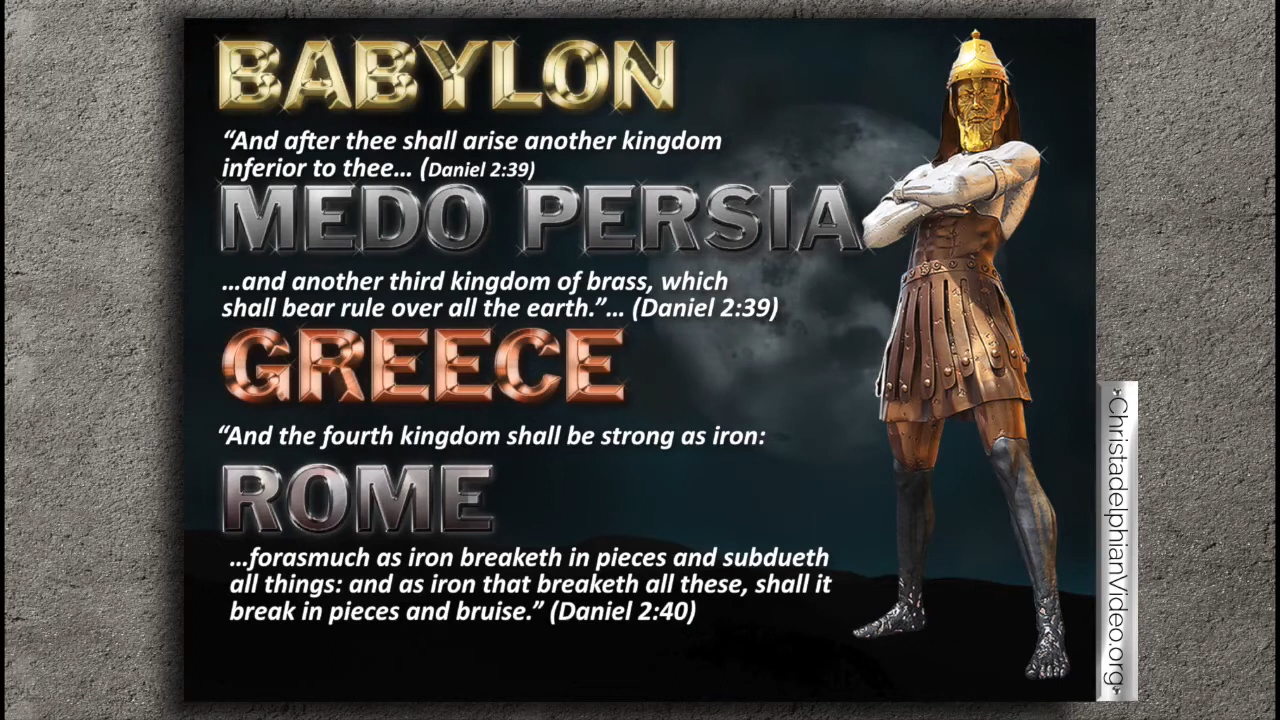 BABYLON
“And after thee shall arise another kingdom
inferior to thee... (Daniel 2:39)
MEDO PERSIA
...and another third kingdom of brass, which
shall bear rule over all the earth.”... (Daniel 2:39)
GREECE
“And the fourth kingdom shall be strong as iron:
ROME
...forasmuch as iron breaketh in pieces and subdueth
all things: and as iron that breaketh all these, shall it
break in pieces and bruise.” (Daniel 2:40)
ChristadelphianVideo.org